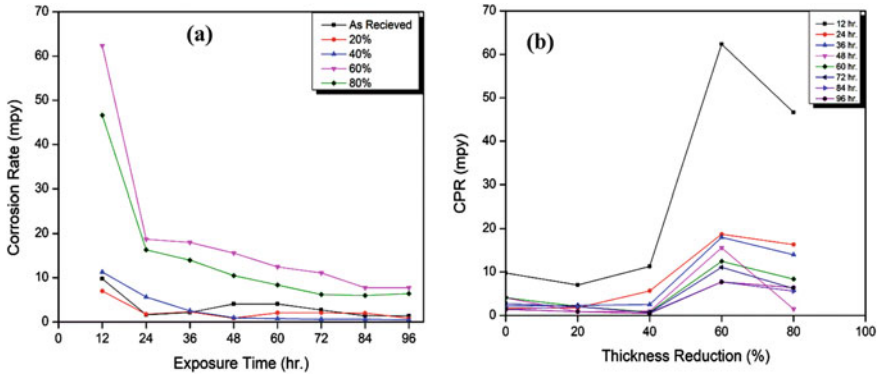 (a)
As Recieved
20%
40%
60%
80%
70
60
50
40
30
20
10
0
Corrosion Rate (mpy)
0 12 24 36 48 60 72 84 96
Exposure Time (hr.)
(b)
12 hr.
24 hr.
36 hr.
48 hr.
60 hr.
72 hr.
84 hr.
96 hr.
70
60
50
40
30
20
10
0
CPR (mpy)
0 20 40 60 80 100
Thickness Reduction (%)